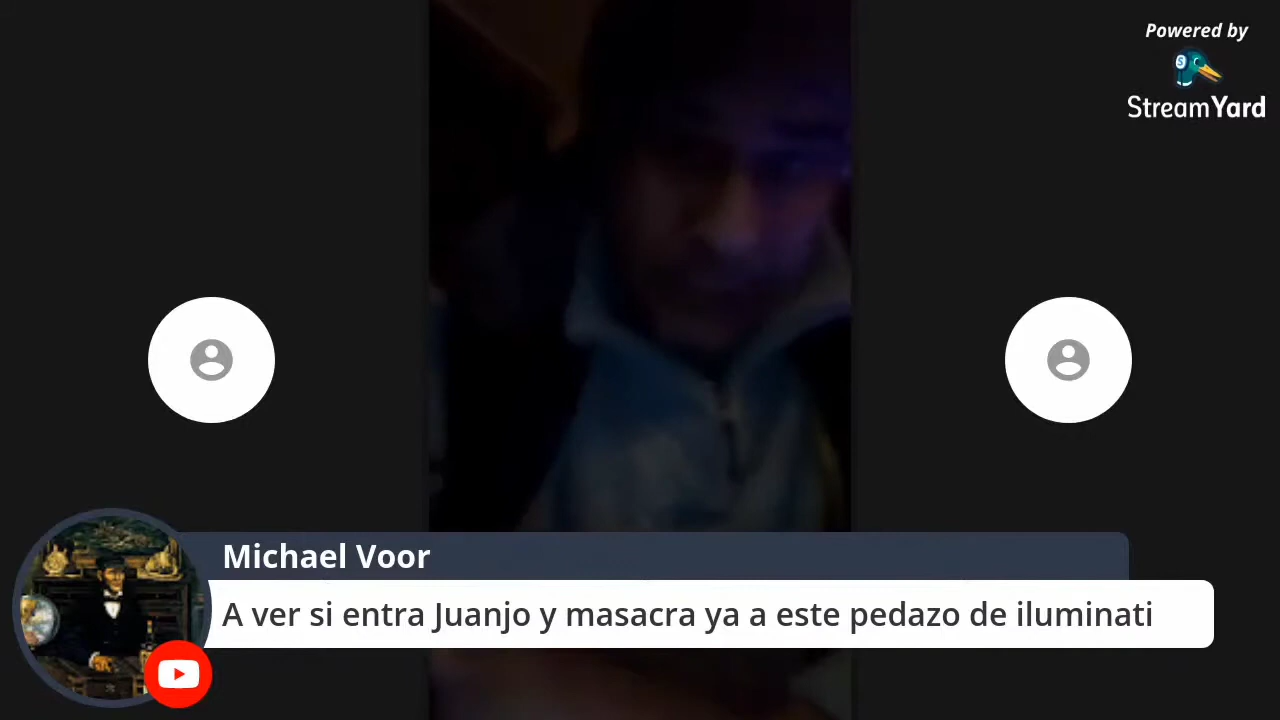 Powered by
StreamYard
Michael Voor
A ver si entra Juanjo y masacra ya a este pedazo de iluminati